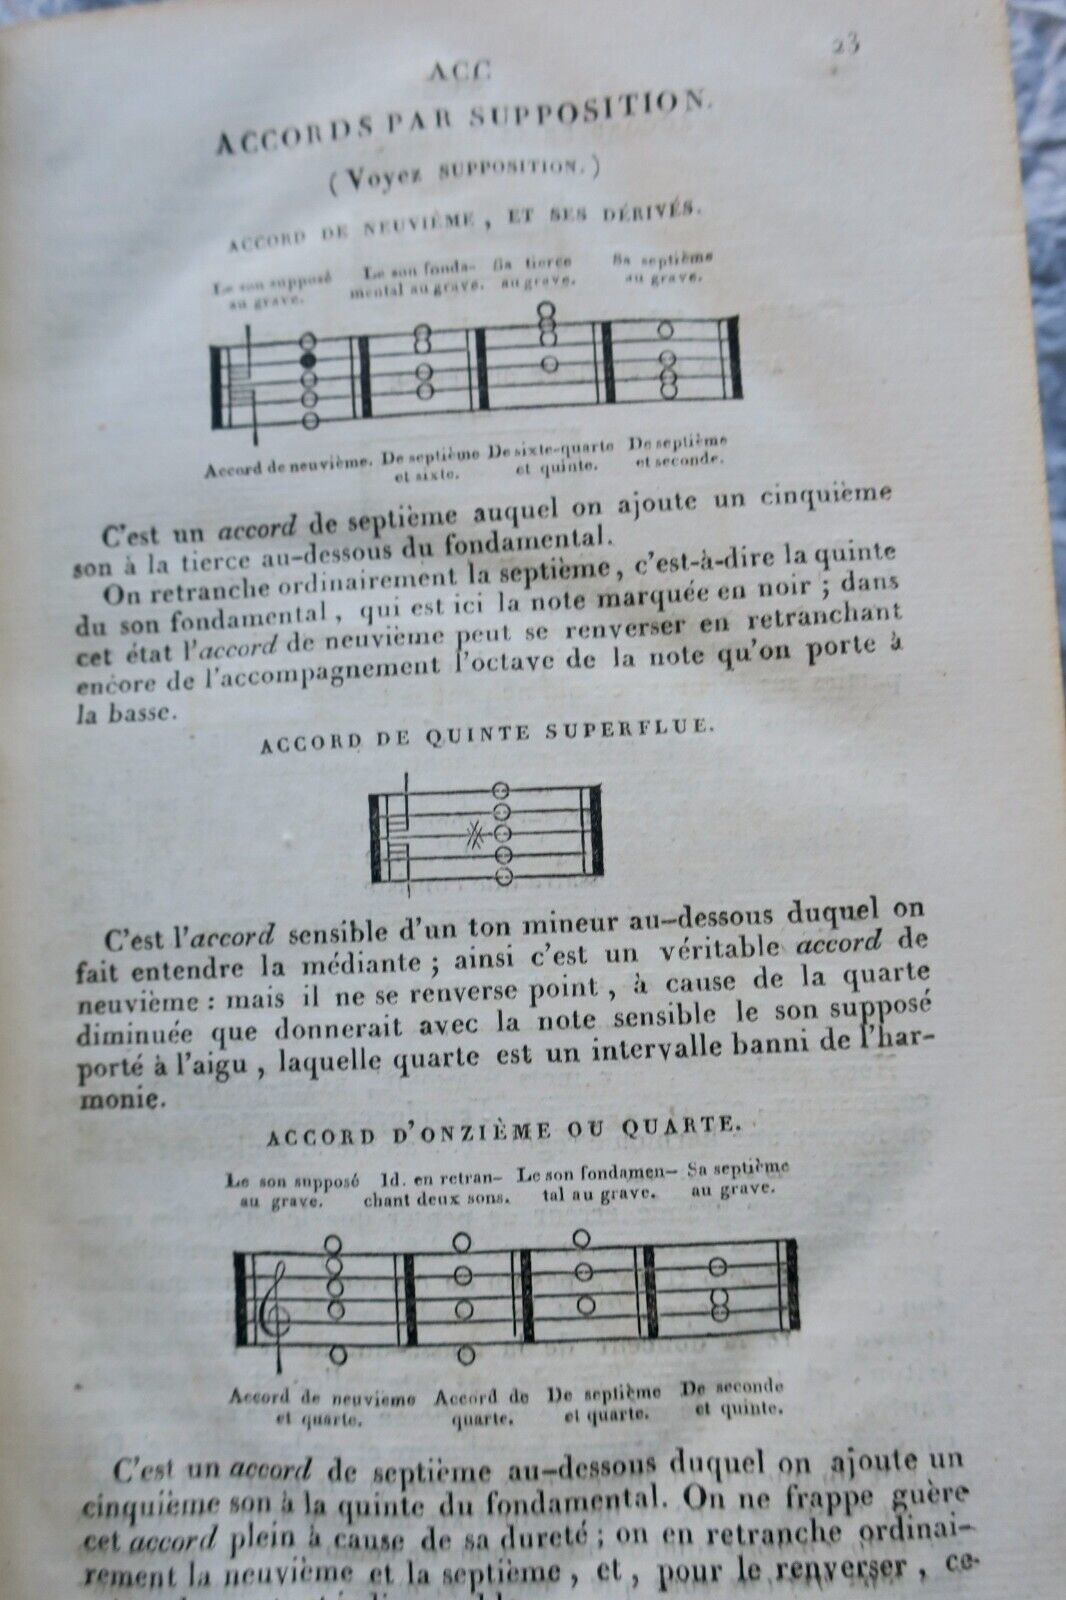 23
ACC
ACCORDS PAR SUPPOSITION.
(Voyez SUPPOSITION.)
ACCORD DE NEUVIÈME, ET SES DÉRIVÉS.
Le son supposé au grave. Le son fonda- mental au grave. Sa tierce au grave. Sa septième au grave.
Accord de neuvième. De septième et sixte. De sixte-quarte et quinte. De septième et seconde.
C'est un accord de septième auquel on ajoute un cinquième
son à la tierce au-dessous du fondamental.
On retranche ordinairement la septième, c'est-à-dire la quinte
du son fondamental, qui est ici la note marquée en noir; dans
cet état l'accord de neuvième peut se renverser en retranchant
encore de l'accompagnement l'octave de la note qu'on porte à
la basse.
ACCORD DE QUINTE SUPERFLUE.
C'est l'accord sensible d'un ton mineur au-dessous duquel on
fait entendre la médiante; ainsi c'est un véritable accord de
neuvième: mais il ne se renverse point, à cause de la quarte
diminuée que donnerait avec la note sensible le son supposé
porté à l'aigu, laquelle quarte est un intervalle banni de l'har-
monie.
ACCORD D'ONZIÈME OU QUARTE.
Le son supposé au grave. Id. en retran- chant deux sons. Le son fondamen- tal au grave. Sa septième au grave.
Accord de neuvième et quarte. Accord de quarte. De septième et quarte. De seconde et quinte.
C'est un accord de septième au-dessous duquel on ajoute un
cinquième son à la quinte du fondamental. On ne frappe guère
cet accord plein à cause de sa dureté; on en retranche ordinai-
rement la neuvième et la septième, et, pour le renverser, ce-